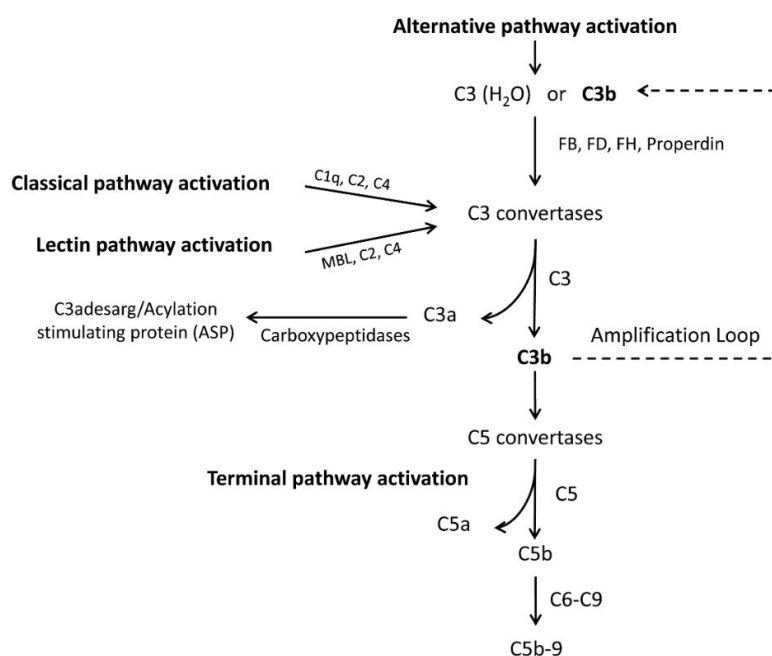 Alternative pathway activation
C3 (H₂O) or C3b
FB, FD, FH, Properdin
Classical pathway activation
C1q, C2, C4
C3 convertases
Lectin pathway activation
MBL, C2, C4
C3
C3adesarg/Acylation
stimulating protein (ASP)
Carboxypeptidases
C3a
C3b
Amplification Loop
C5 convertases
Terminal pathway activation
C5
C5a
C5b
C6-C9
C5b-9